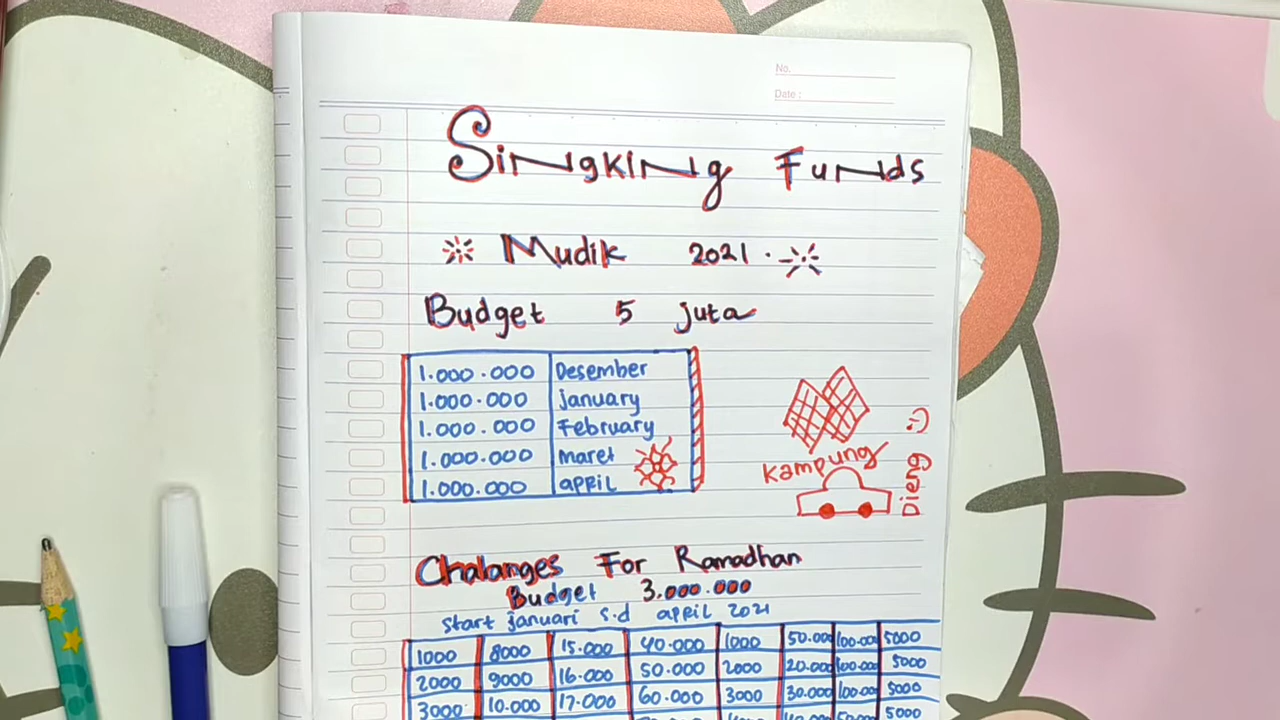 No.
Date :
Singking Funds
Mudik 2021.
Budget 5 juta
1.000.000 Desember
1.000.000 january
1.000.000 February
1.000.000 maret
1.000.000 april
Kampung
Dieng :)
Chalanges For Ramadhan
Budget 3.000.000
start januari s.d april 2021
1000 8000 15.000 40.000 1000 50.000 100.000 5000
2000 9000 16.000 50.000 2000 20.000 100.000 5000
3000 10.000 17.000 60.000 3000 30.000 100.000 5000
5000